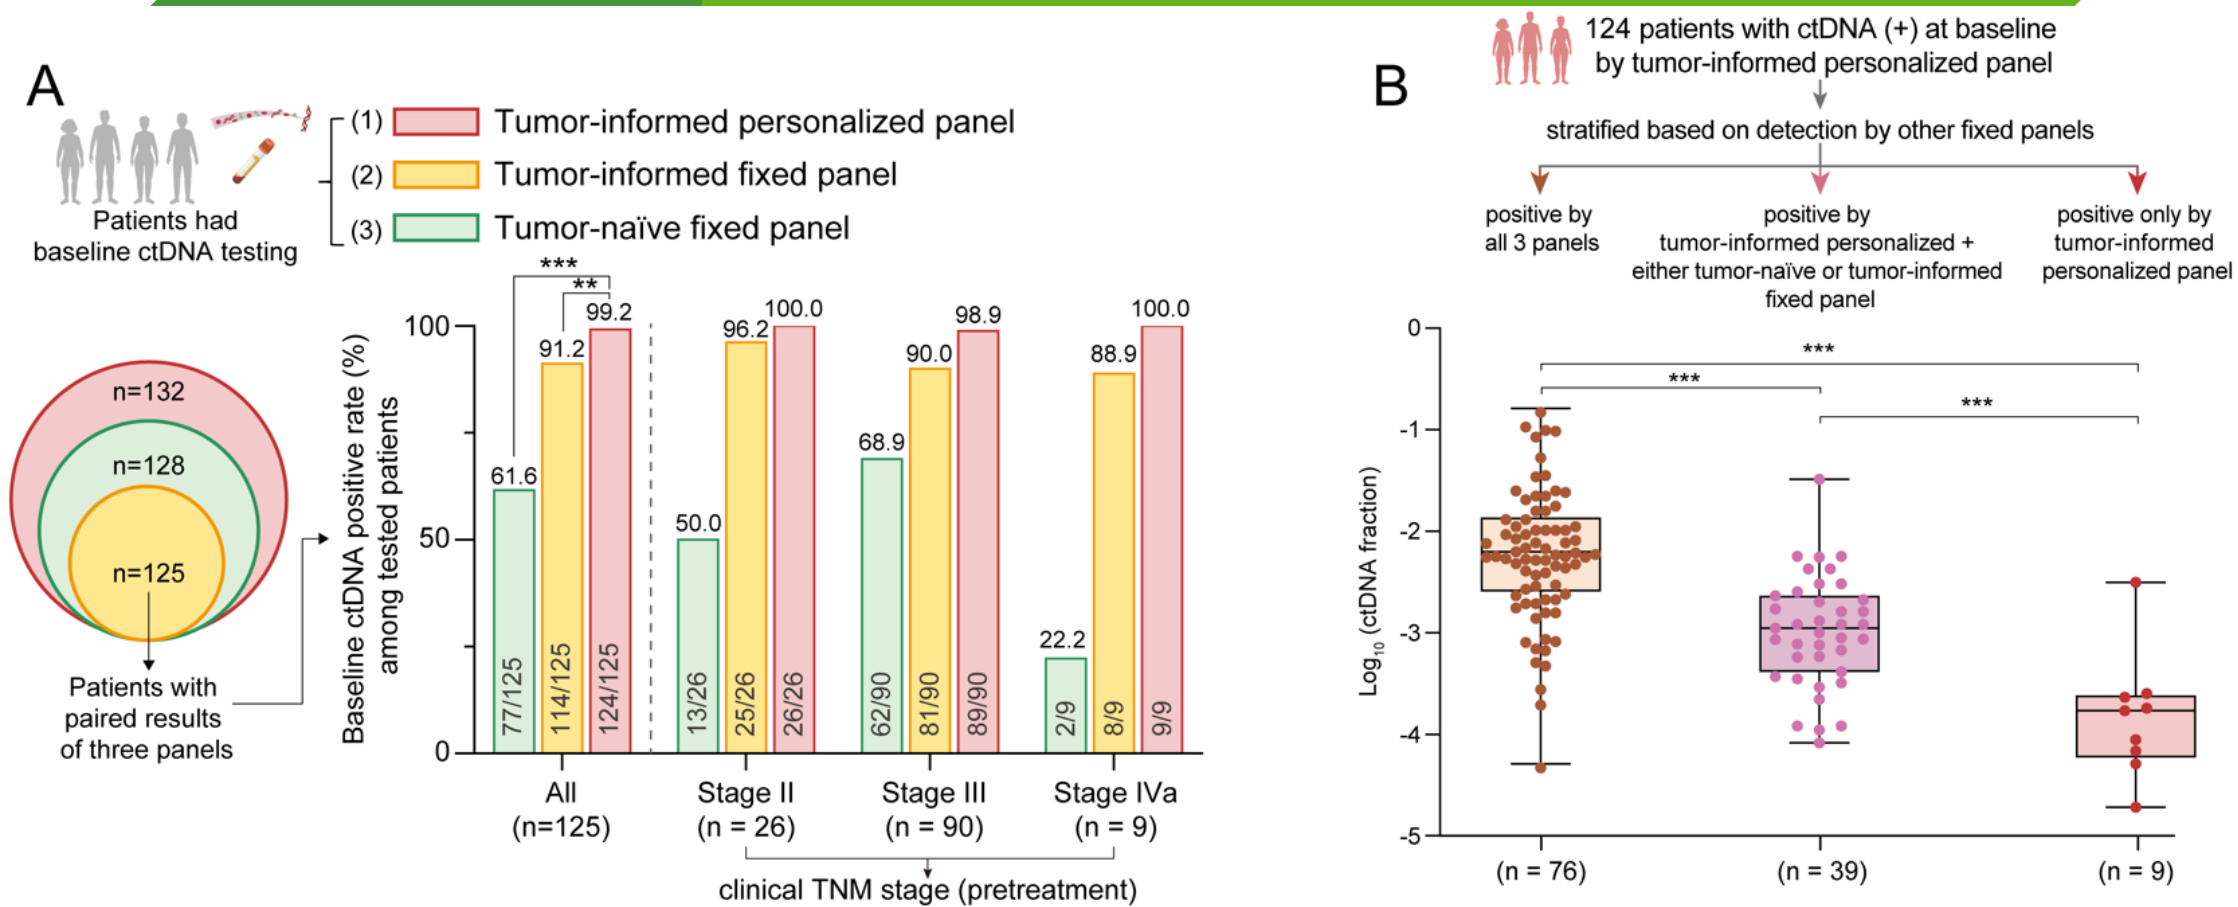 A
Patients had
baseline ctDNA testing
(1) Tumor-informed personalized panel
(2) Tumor-informed fixed panel
(3) Tumor-naïve fixed panel
n=132
n=128
n=125
Patients with
paired results
of three panels
Baseline ctDNA positive rate (%)
among tested patients
100
50
0
***
**
61.6
91.2
99.2
50.0
96.2
100.0
68.9
90.0
98.9
22.2
88.9
100.0
77/125
114/125
124/125
13/26
25/26
26/26
62/90
81/90
89/90
2/9
8/9
9/9
All
(n=125)
Stage II
(n = 26)
Stage III
(n = 90)
Stage IVa
(n = 9)
clinical TNM stage (pretreatment)
B
124 patients with ctDNA (+) at baseline
by tumor-informed personalized panel
stratified based on detection by other fixed panels
positive by
all 3 panels
positive by
tumor-informed personalized +
either tumor-naïve or tumor-informed
fixed panel
positive only by
tumor-informed
personalized panel
Log₁₀ (ctDNA fraction)
0
-1
-2
-3
-4
-5
***
***
***
(n = 76)
(n = 39)
(n = 9)